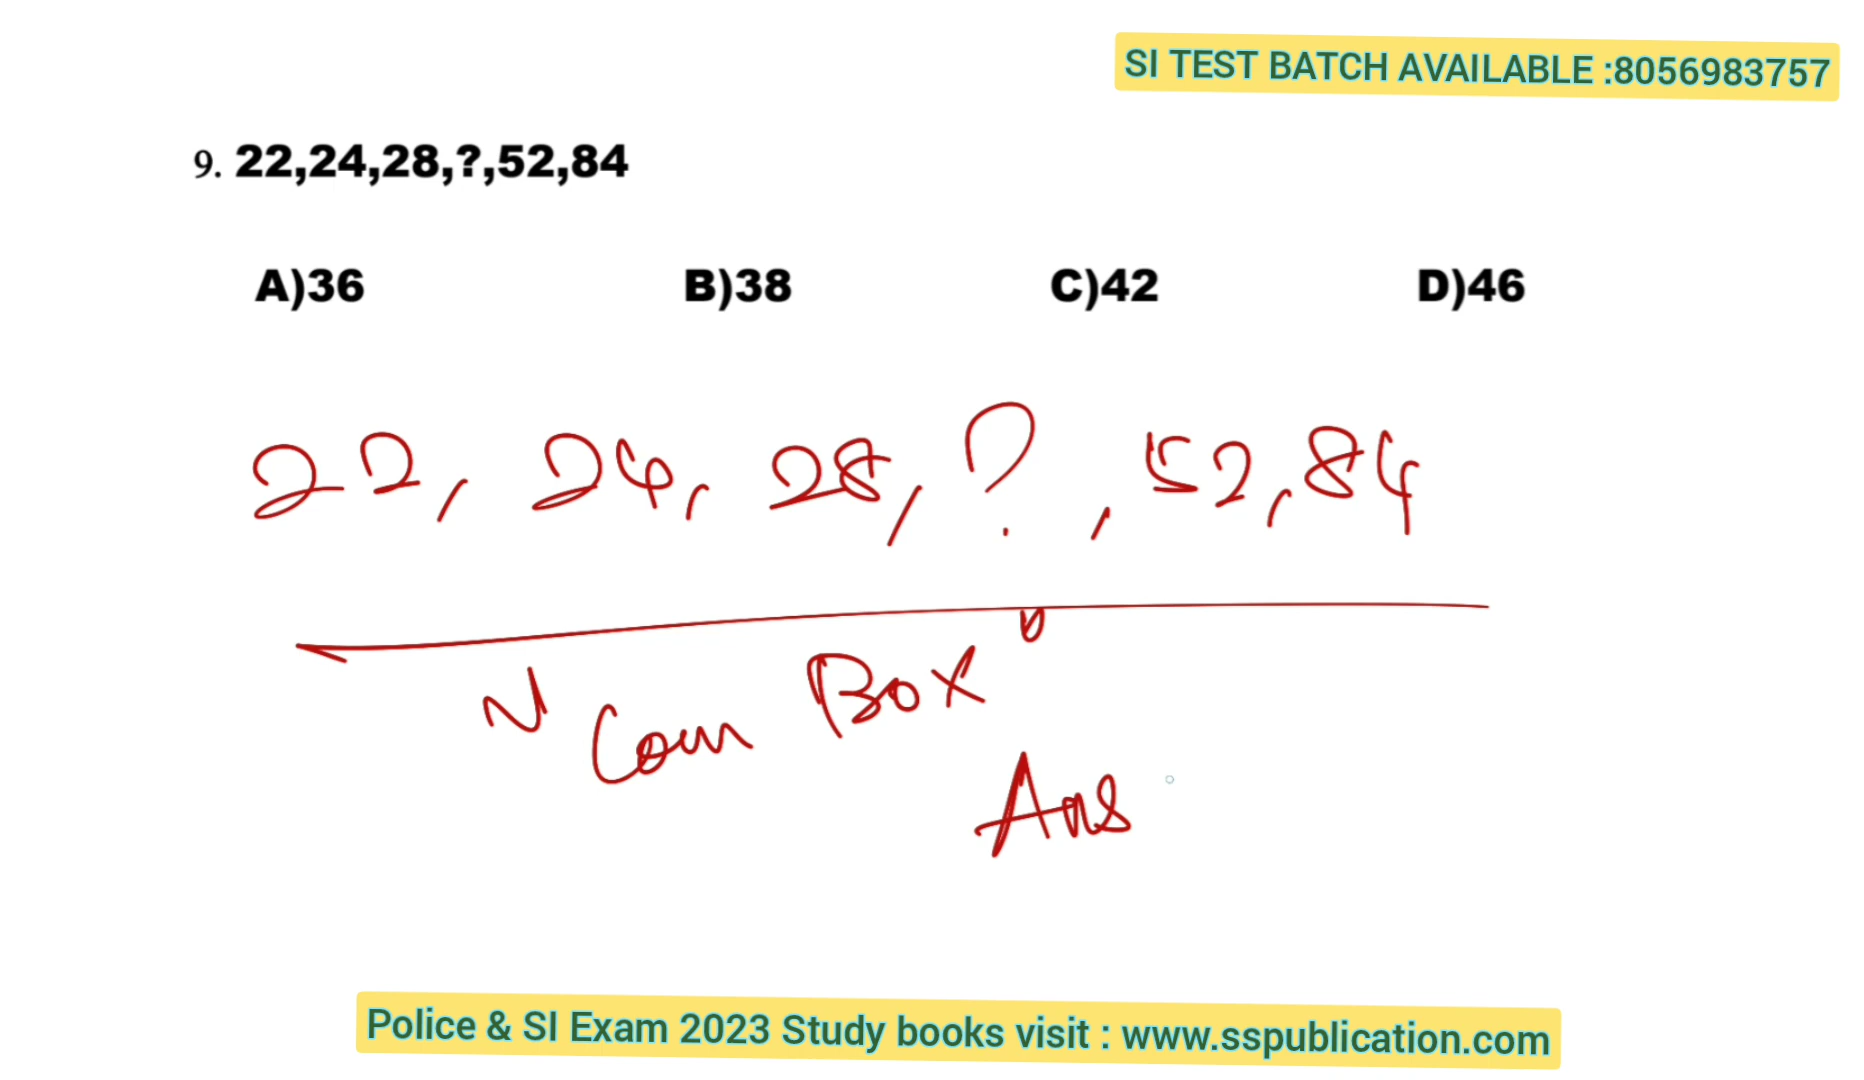 SI TEST BATCH AVAILABLE :8056983757
9. 22,24,28,?,52,84
A)36 B)38 C)42 D)46
22, 24, 28, ?, 52, 84
Com Box
Ans
Police & SI Exam 2023 Study books visit : www.sspublication.com